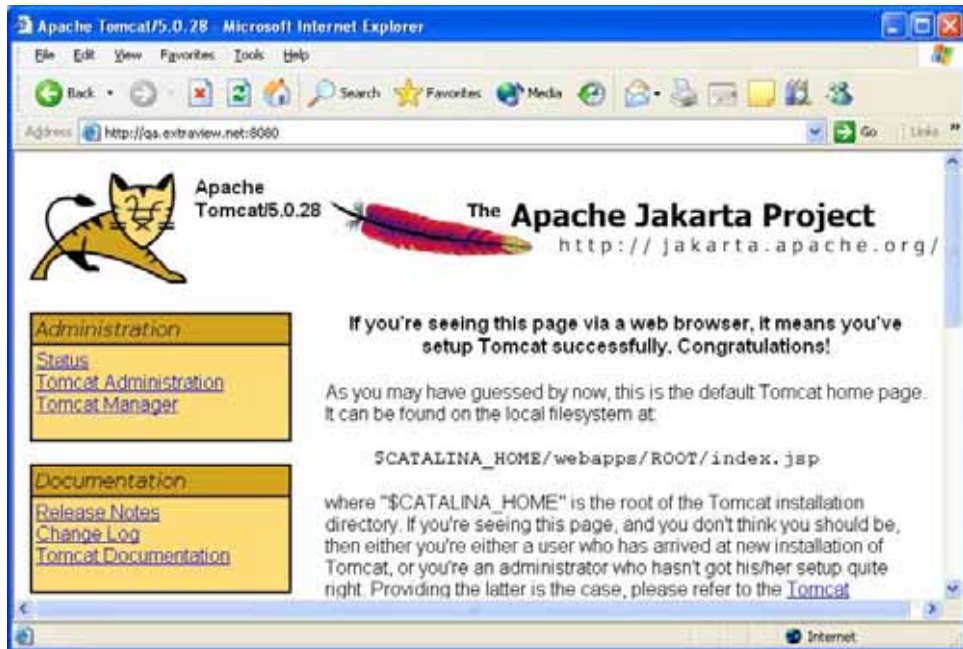 Apache Tomcat/5.0.28 - Microsoft Internet Explorer
File Edit View Favorites Tools Help
Back Search Favorites Media
Address http://qa.extraview.net:8080 Go Links
Apache
Tomcat/5.0.28
The Apache Jakarta Project
http://jakarta.apache.org/
Administration
Status
Tomcat Administration
Tomcat Manager
Documentation
Release Notes
Change Log
Tomcat Documentation
If you're seeing this page via a web browser, it means you've
setup Tomcat successfully. Congratulations!
As you may have guessed by now, this is the default Tomcat home page.
It can be found on the local filesystem at:
$CATALINA_HOME/webapps/ROOT/index.jsp
where "$CATALINA_HOME" is the root of the Tomcat installation
directory. If you're seeing this page, and you don't think you should be,
then either you're either a user who has arrived at new installation of
Tomcat, or you're an administrator who hasn't got his/her setup quite
right. Providing the latter is the case, please refer to the Tomcat
Internet